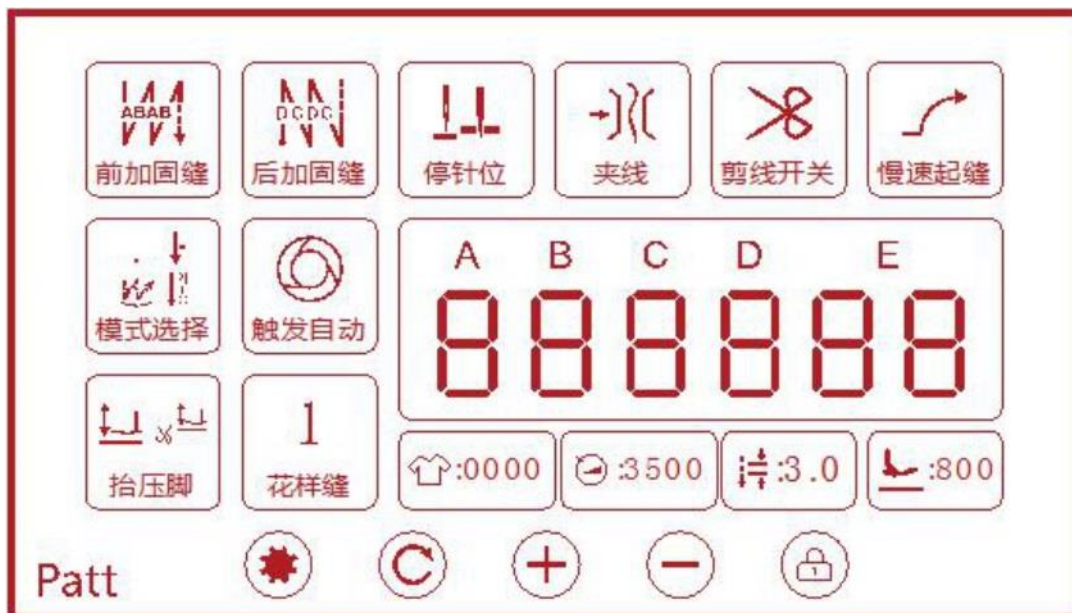 ABAB
DCDC
前加固缝
后加固缝
停针位
夹线
剪线开关
慢速起缝
模式选择
触发自动
A B C D E
888888
抬压脚
1
花样缝
:0000
:3500
:3.0
:800
Patt
1